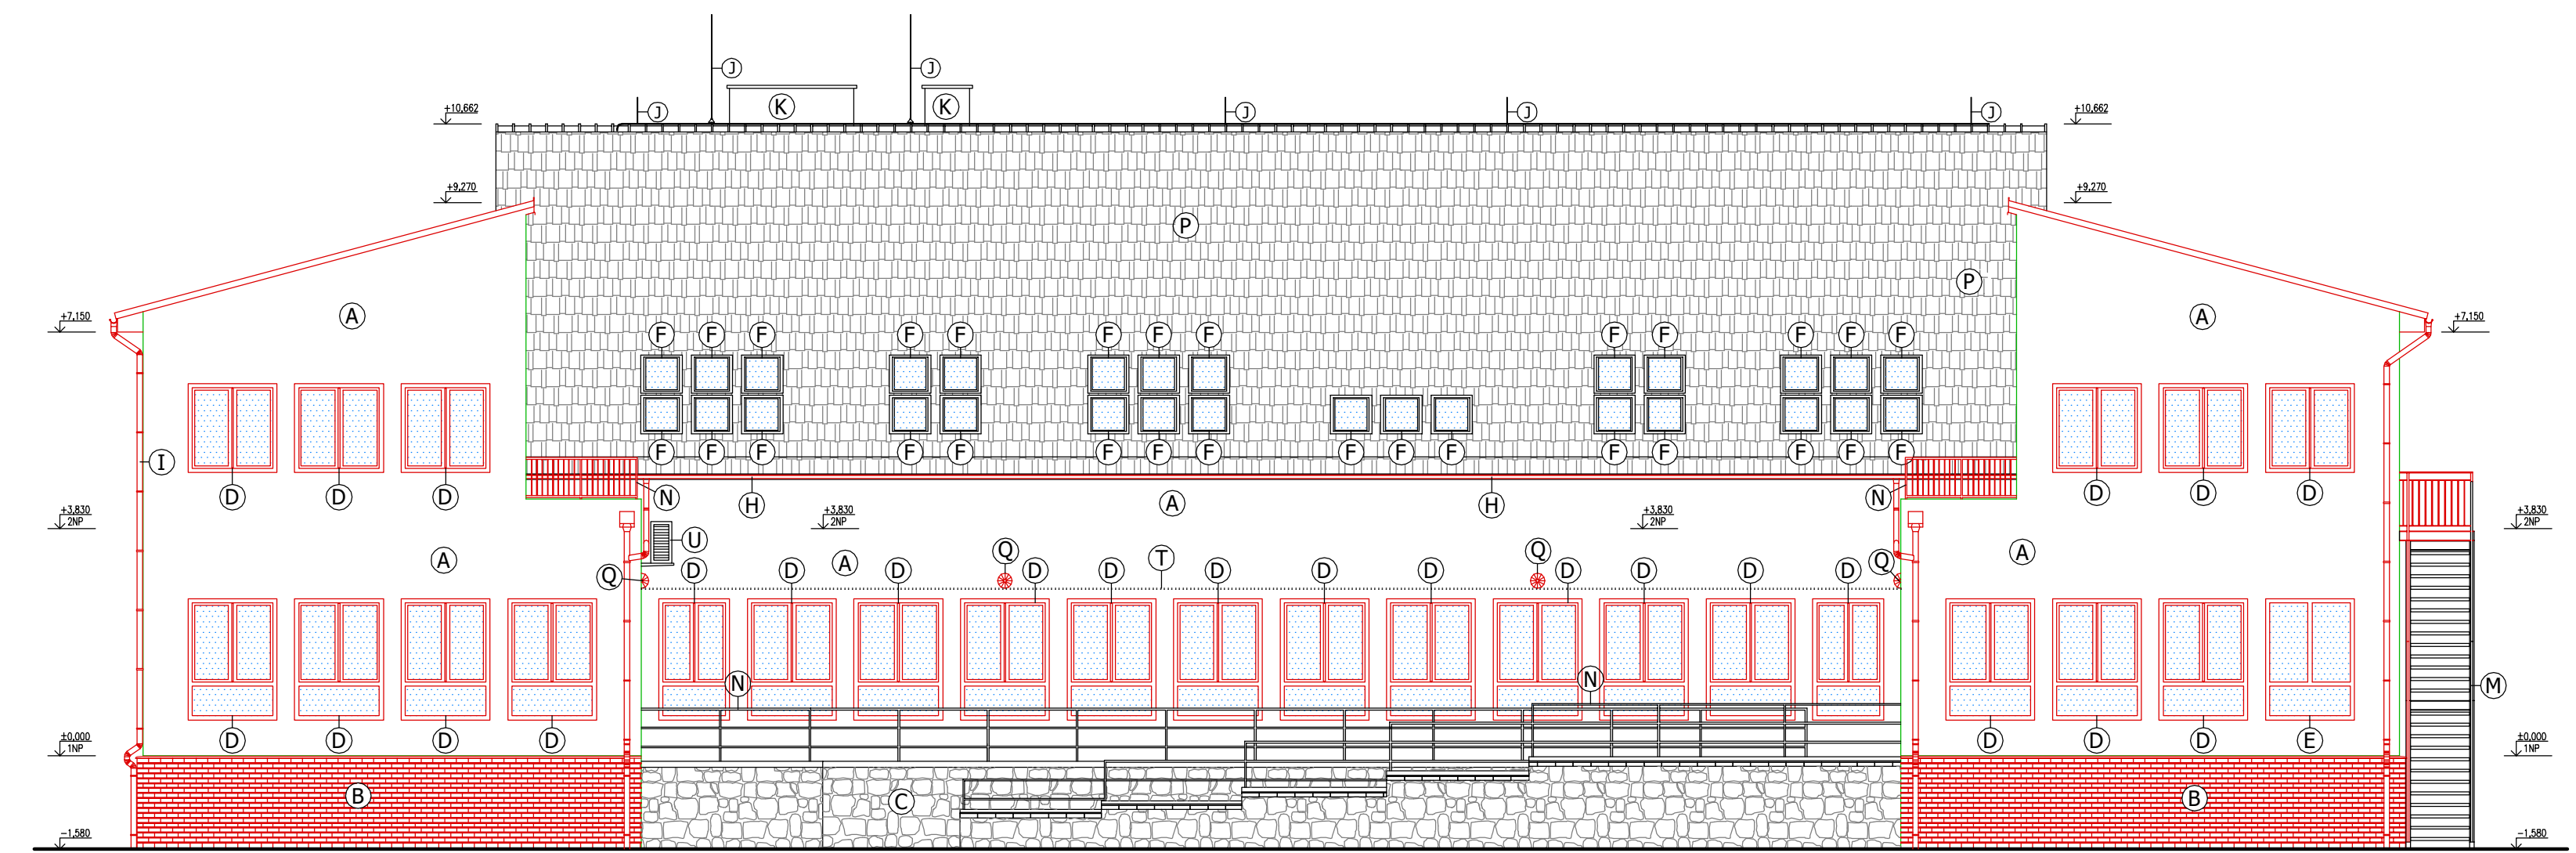 J J
K K
+10,662 J J J J +10,662
+9,270 +9,270
P
P
+7,150 A A +7,150
F F F F F F F F F F F F F
I F F F F F F F F F F F F F F F F
D D D N H A H N D D D
+3,830 +3,830 +3,830 +3,830
2NP 2NP 2NP 2NP
U
A Q A Q T Q Q A
D D D D D D D D D D D D
N N M
D D D D D D D E
±0,000 ±0,000
1NP 1NP
B C B
-1,580 -1,580